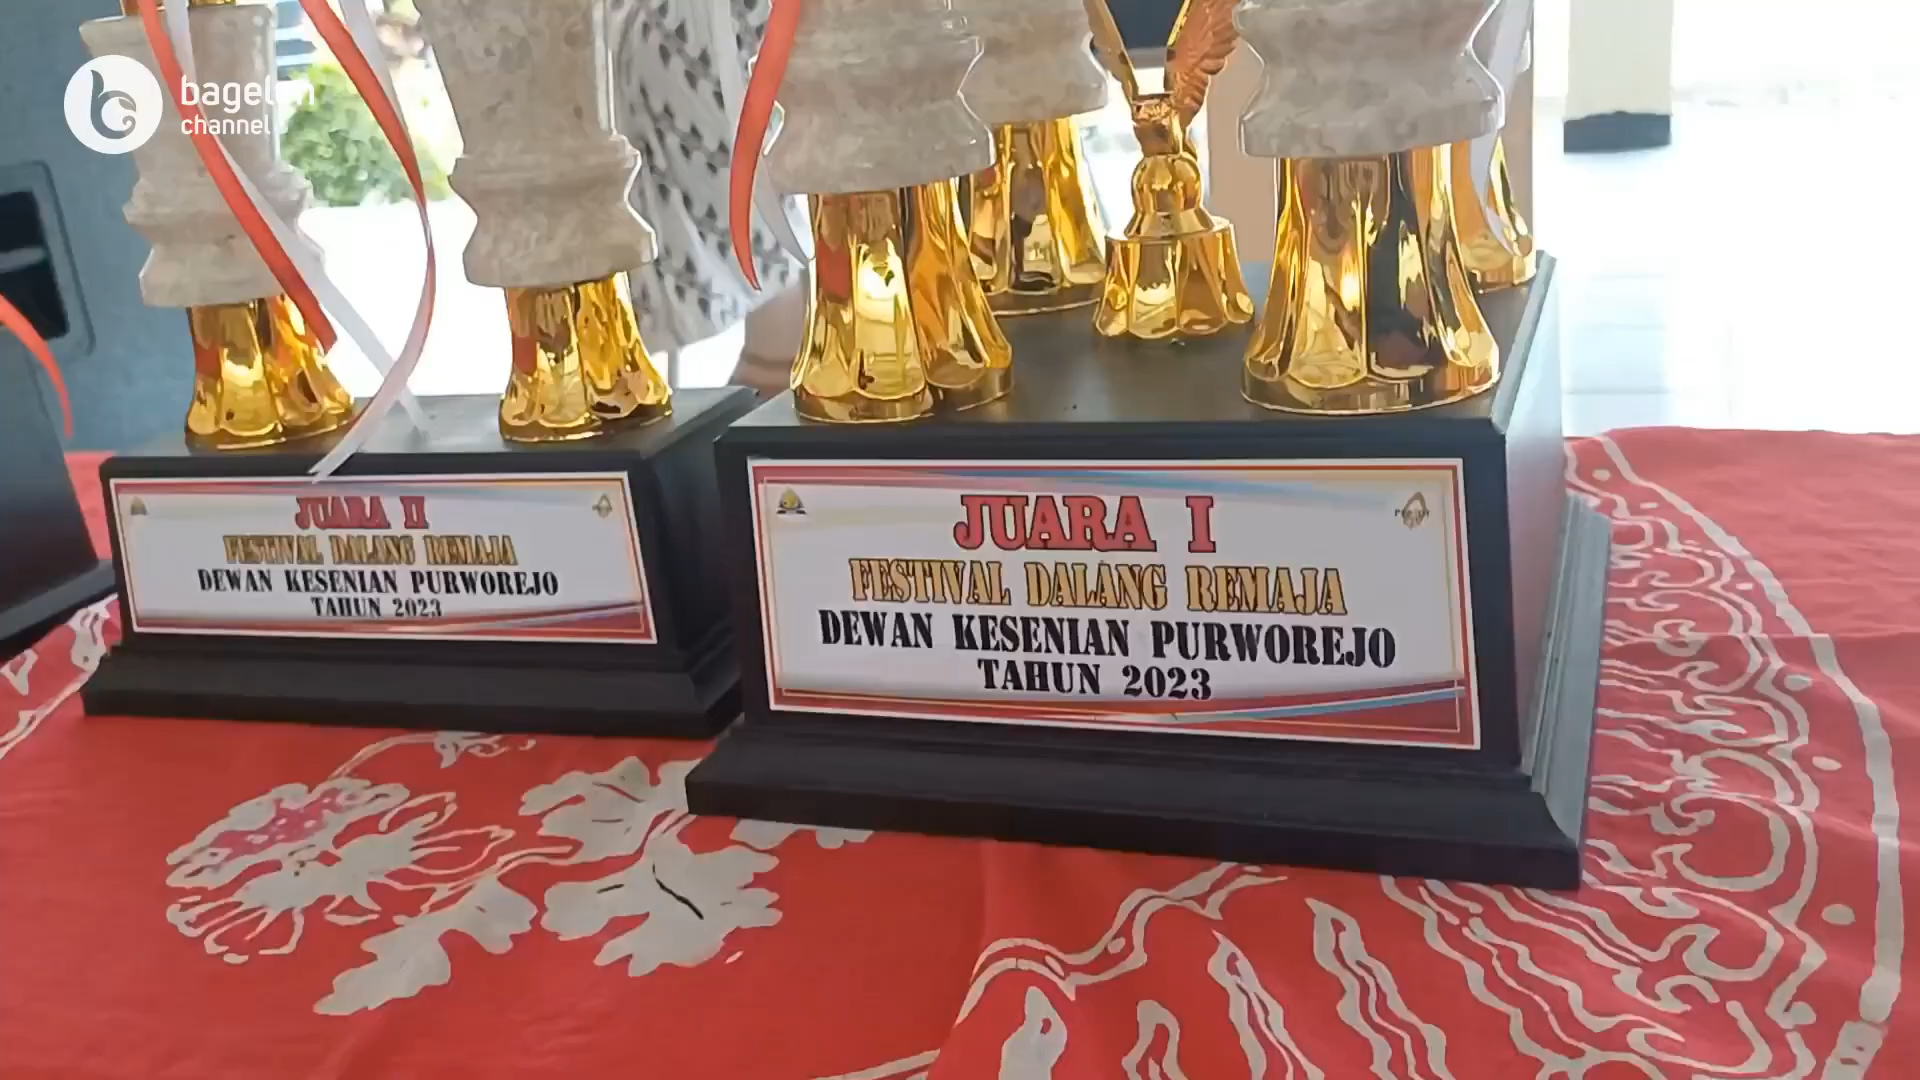 bagelen
channel
JUARA II
FESTIVAL DALANG REMAJA
DEWAN KESENIAN PURWOREJO
TAHUN 2023
JUARA I
FESTIVAL DALANG REMAJA
DEWAN KESENIAN PURWOREJO
TAHUN 2023